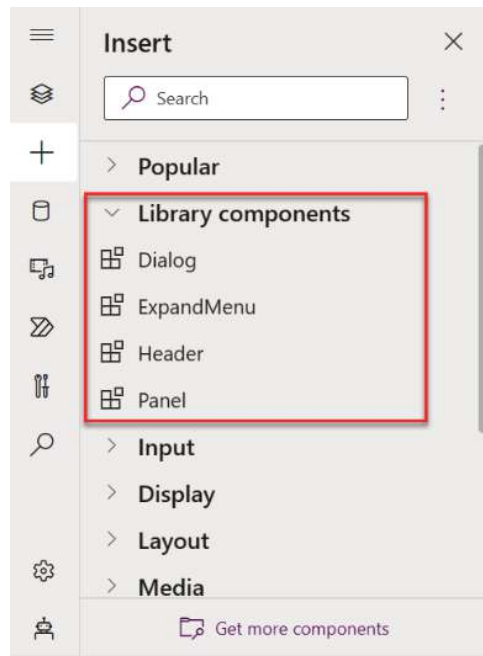 Insert
Search
Popular
Library components
Dialog
ExpandMenu
Header
Panel
Input
Display
Layout
Media
Get more components